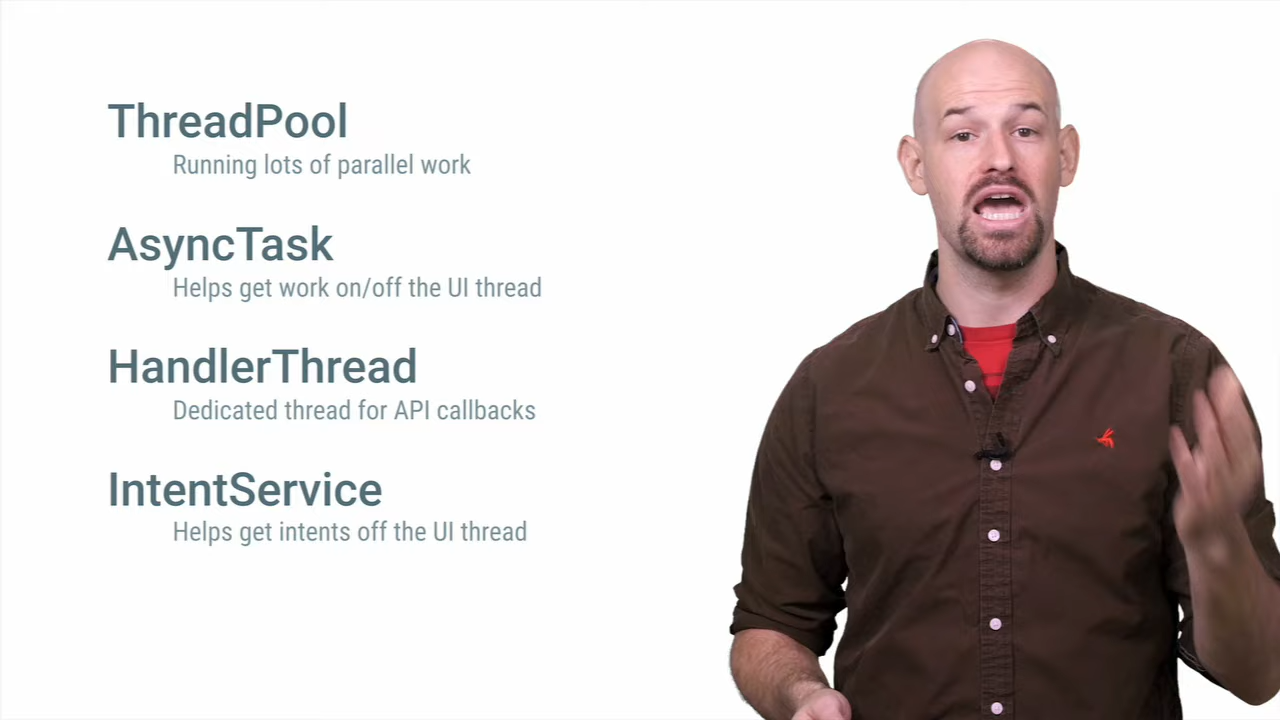 ThreadPool
Running lots of parallel work
AsyncTask
Helps get work on/off the UI thread
HandlerThread
Dedicated thread for API callbacks
IntentService
Helps get intents off the UI thread